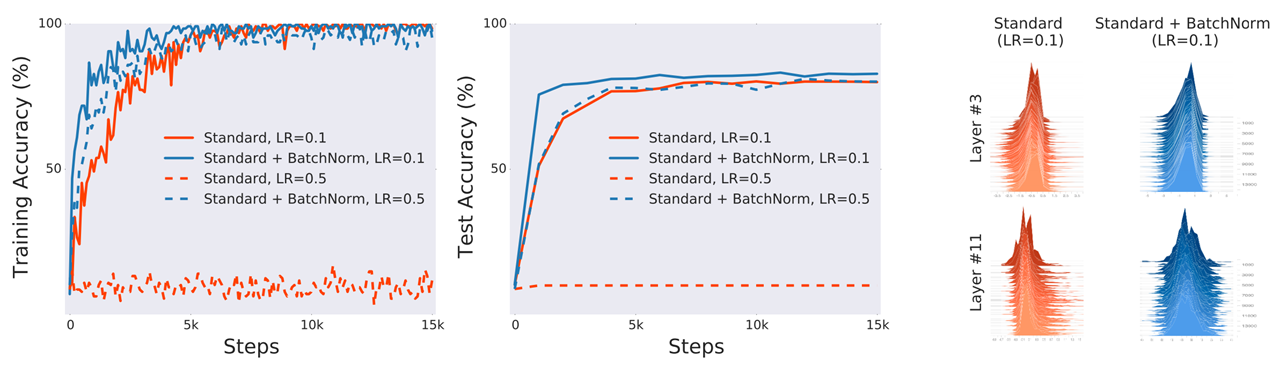 Training Accuracy (%)
100
50
Standard, LR=0.1
Standard + BatchNorm, LR=0.1
Standard, LR=0.5
Standard + BatchNorm, LR=0.5
0
5k
10k
15k
Steps
Test Accuracy (%)
100
50
Standard, LR=0.1
Standard + BatchNorm, LR=0.1
Standard, LR=0.5
Standard + BatchNorm, LR=0.5
0
5k
10k
15k
Steps
Standard
(LR=0.1)
Standard + BatchNorm
(LR=0.1)
Layer #3
Layer #11